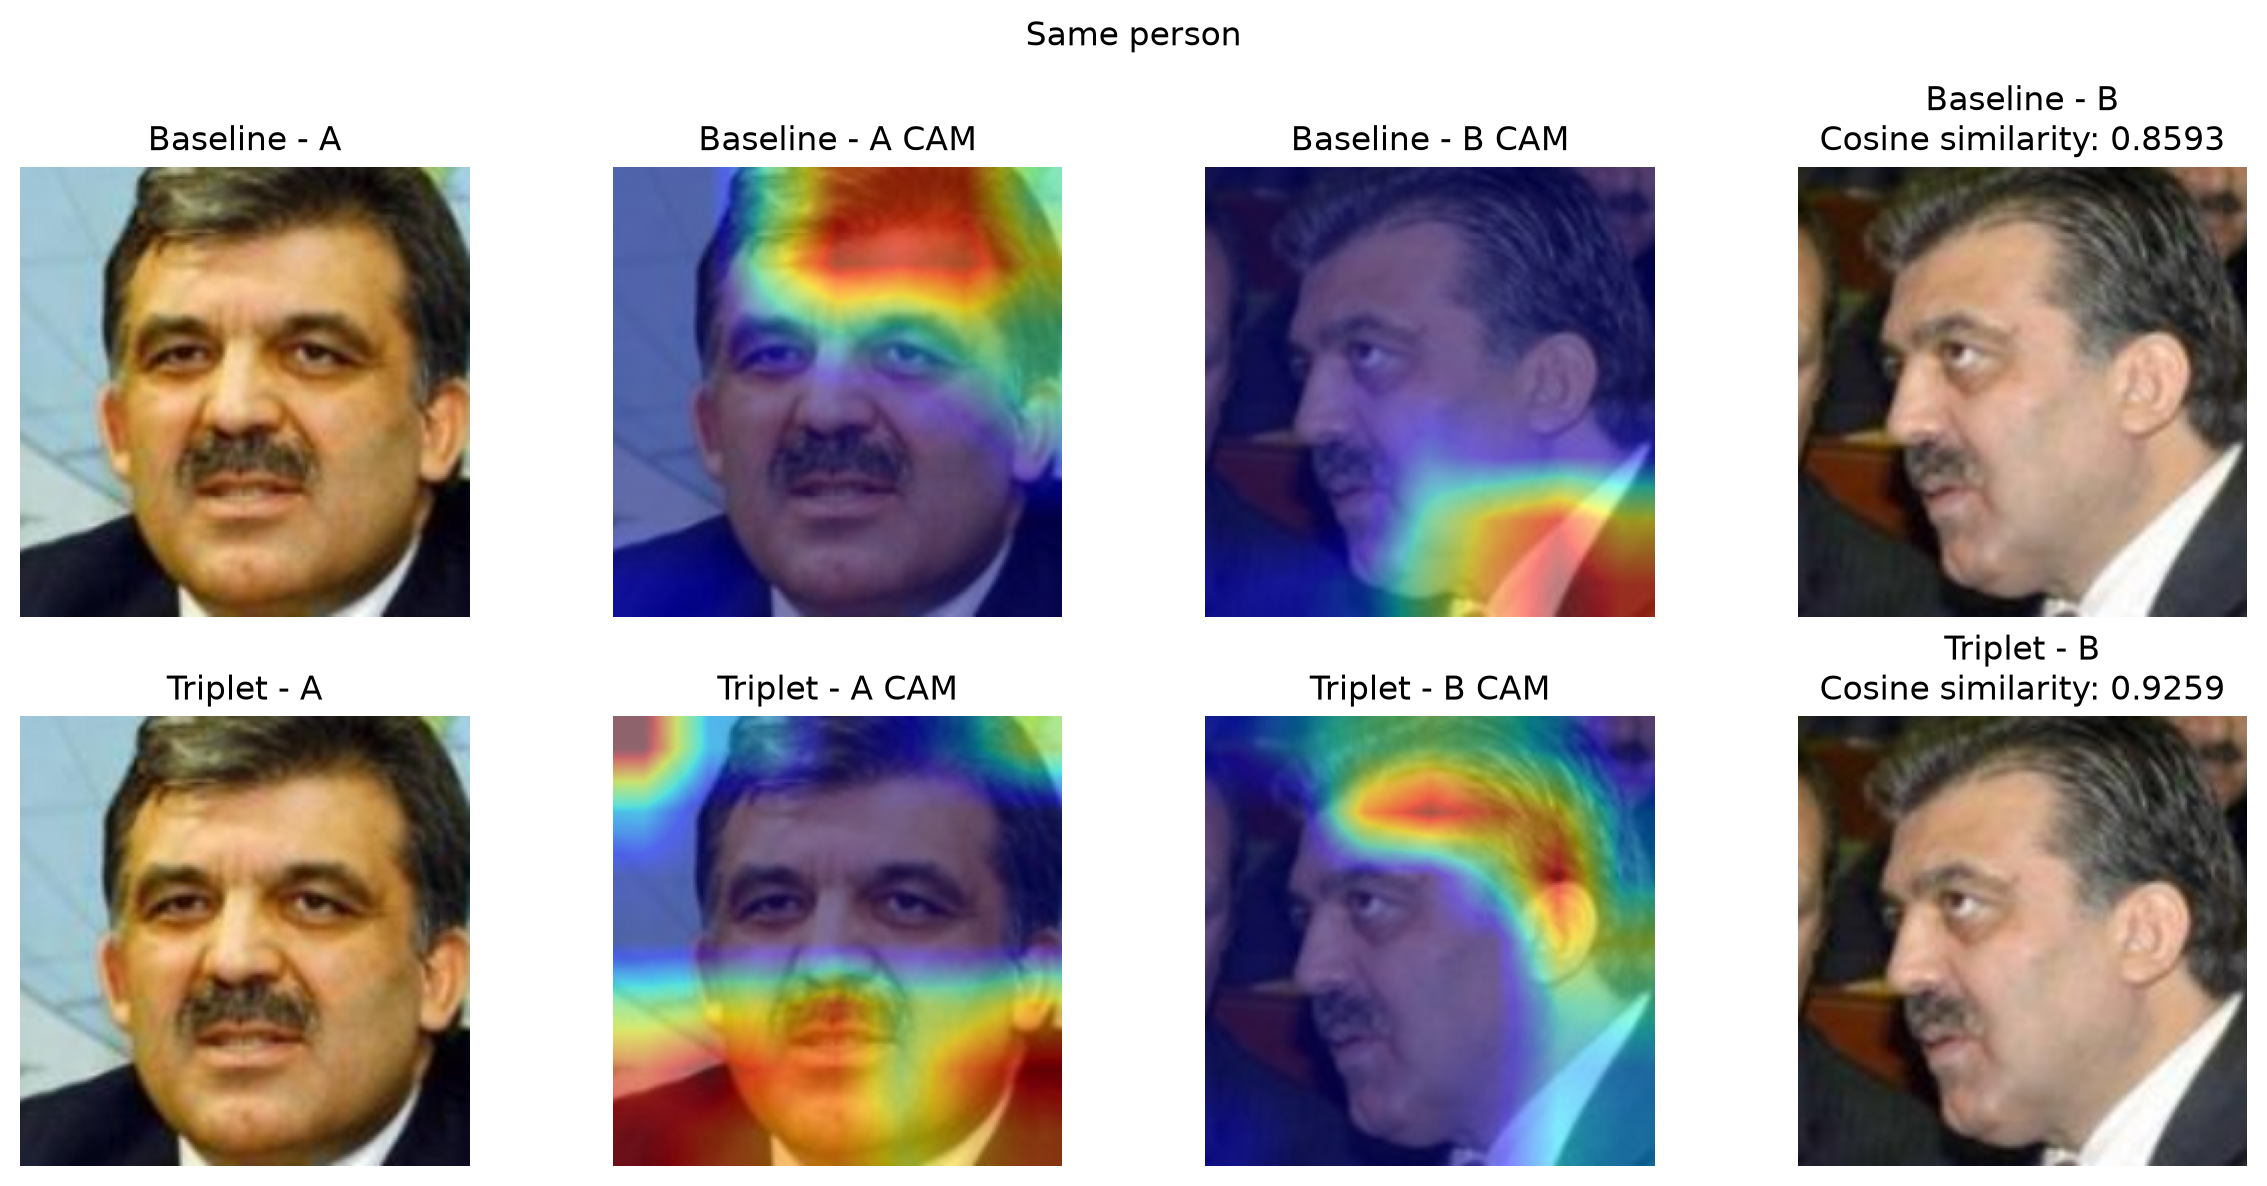 Same person
Baseline - A
Baseline - A CAM
Baseline - B CAM
Baseline - B
Cosine similarity: 0.8593
Triplet - A
Triplet - A CAM
Triplet - B CAM
Triplet - B
Cosine similarity: 0.9259